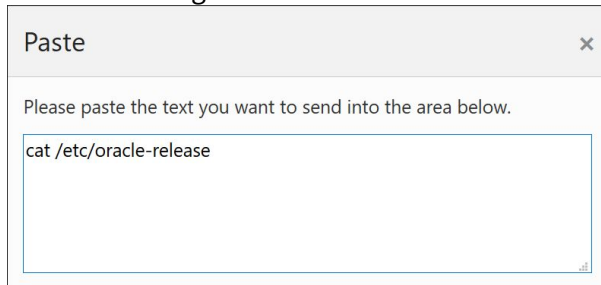 Paste
×
Please paste the text you want to send into the area below.
cat /etc/oracle-release